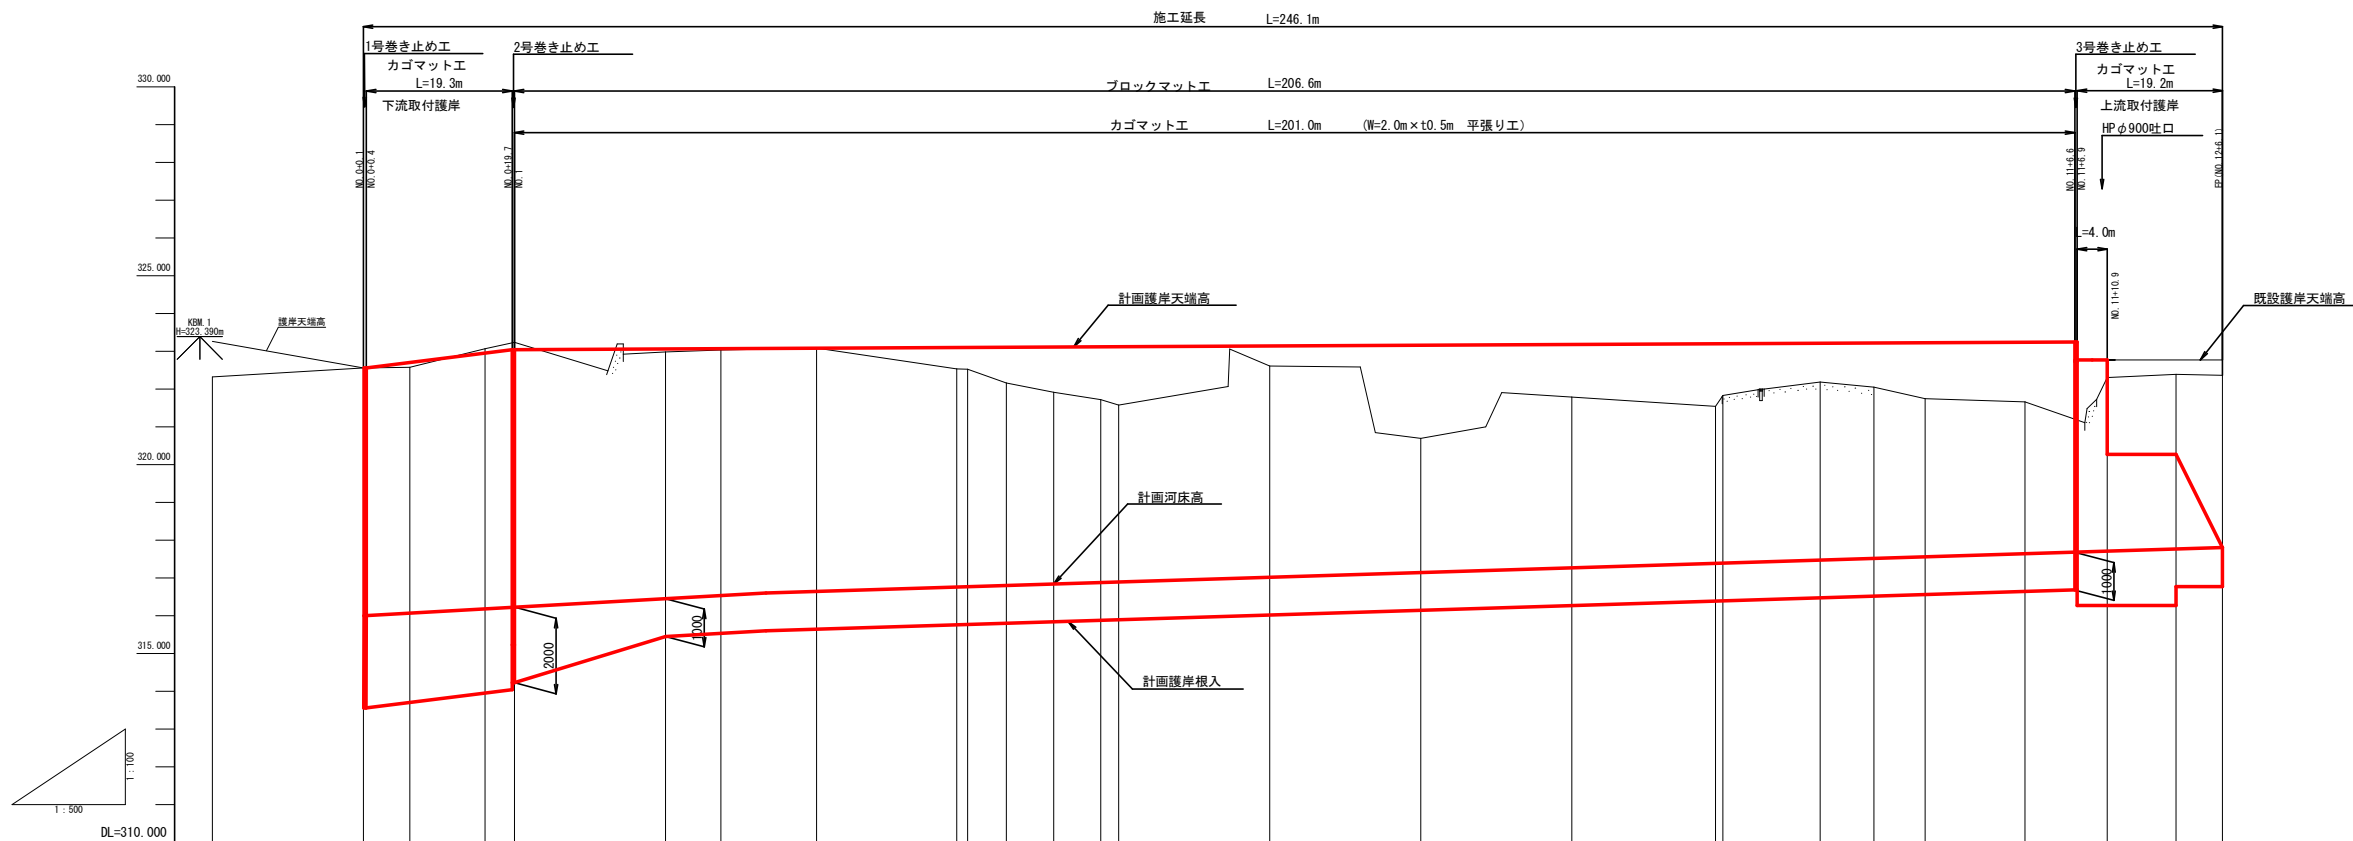 施工延長 L=246.1m
1号巻き止め工
2号巻き止め工
3号巻き止め工
カゴマット工
L=19.3m
下流取付護岸
ブロックマット工 L=206.6m
カゴマット工
L=19.2m
上流取付護岸
カゴマット工 L=201.0m (W=2.0m×t0.5m 平張り工)
HPφ900吐口
NO.0+0.1
NO.0+0.4
NO.0+19.7
NO.1
NO.11+6.6
NO.11+6.9
EP(NO.12+6.1)
L=4.0m
NO.11+10.9
330.000
325.000
320.000
315.000
DL=310.000
KBM.1
H=323.390m
護岸天端高
計画護岸天端高
既設護岸天端高
計画河床高
計画護岸根入
2000
1000
1000
1:100
1:500